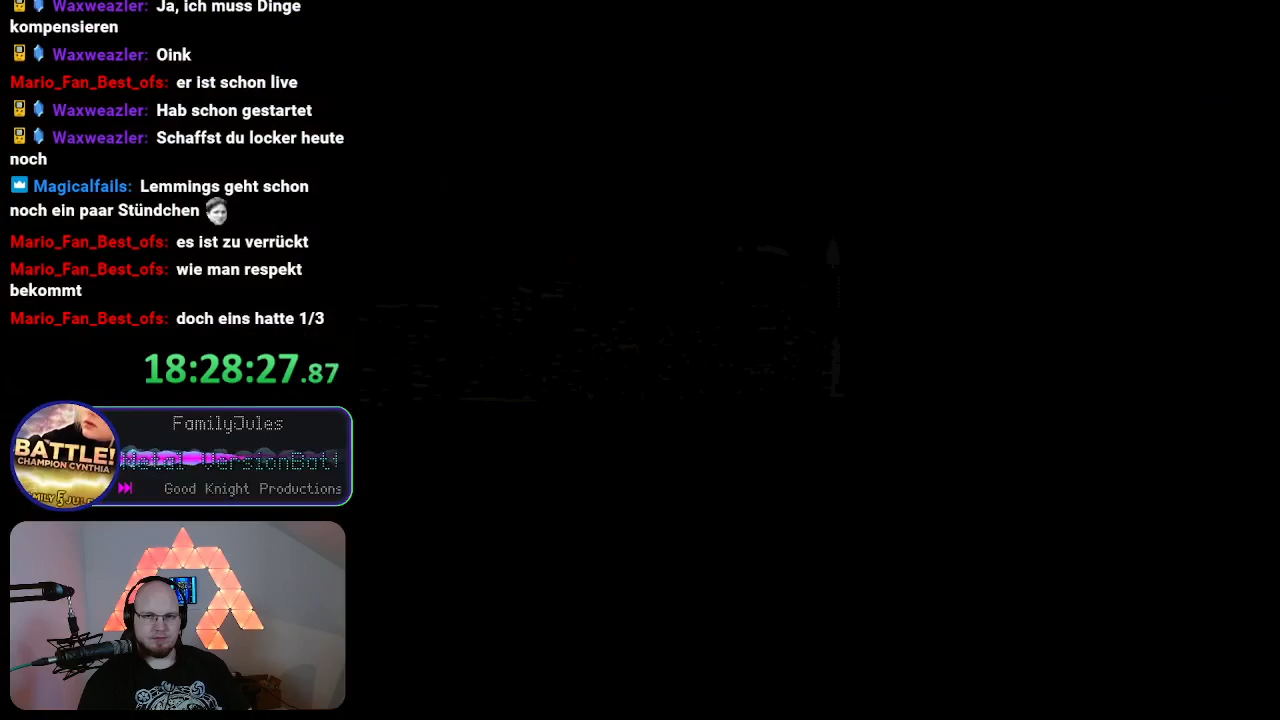 Waxweazler: Ja, ich muss Dinge
kompensieren
Waxweazler: Oink
Mario_Fan_Best_ofs: er ist schon live
Waxweazler: Hab schon gestartet
Waxweazler: Schaffst du locker heute
noch
Magicalfails: Lemmings geht schon
noch ein paar Stündchen
Mario_Fan_Best_ofs: es ist zu verrückt
Mario_Fan_Best_ofs: wie man respekt
bekommt
Mario_Fan_Best_ofs: doch eins hatte 1/3
18:28:27.87
BATTLE!
CHAMPION CYNTHIA
FamilyJules
Metal VersionBat!
Good Knight Productions